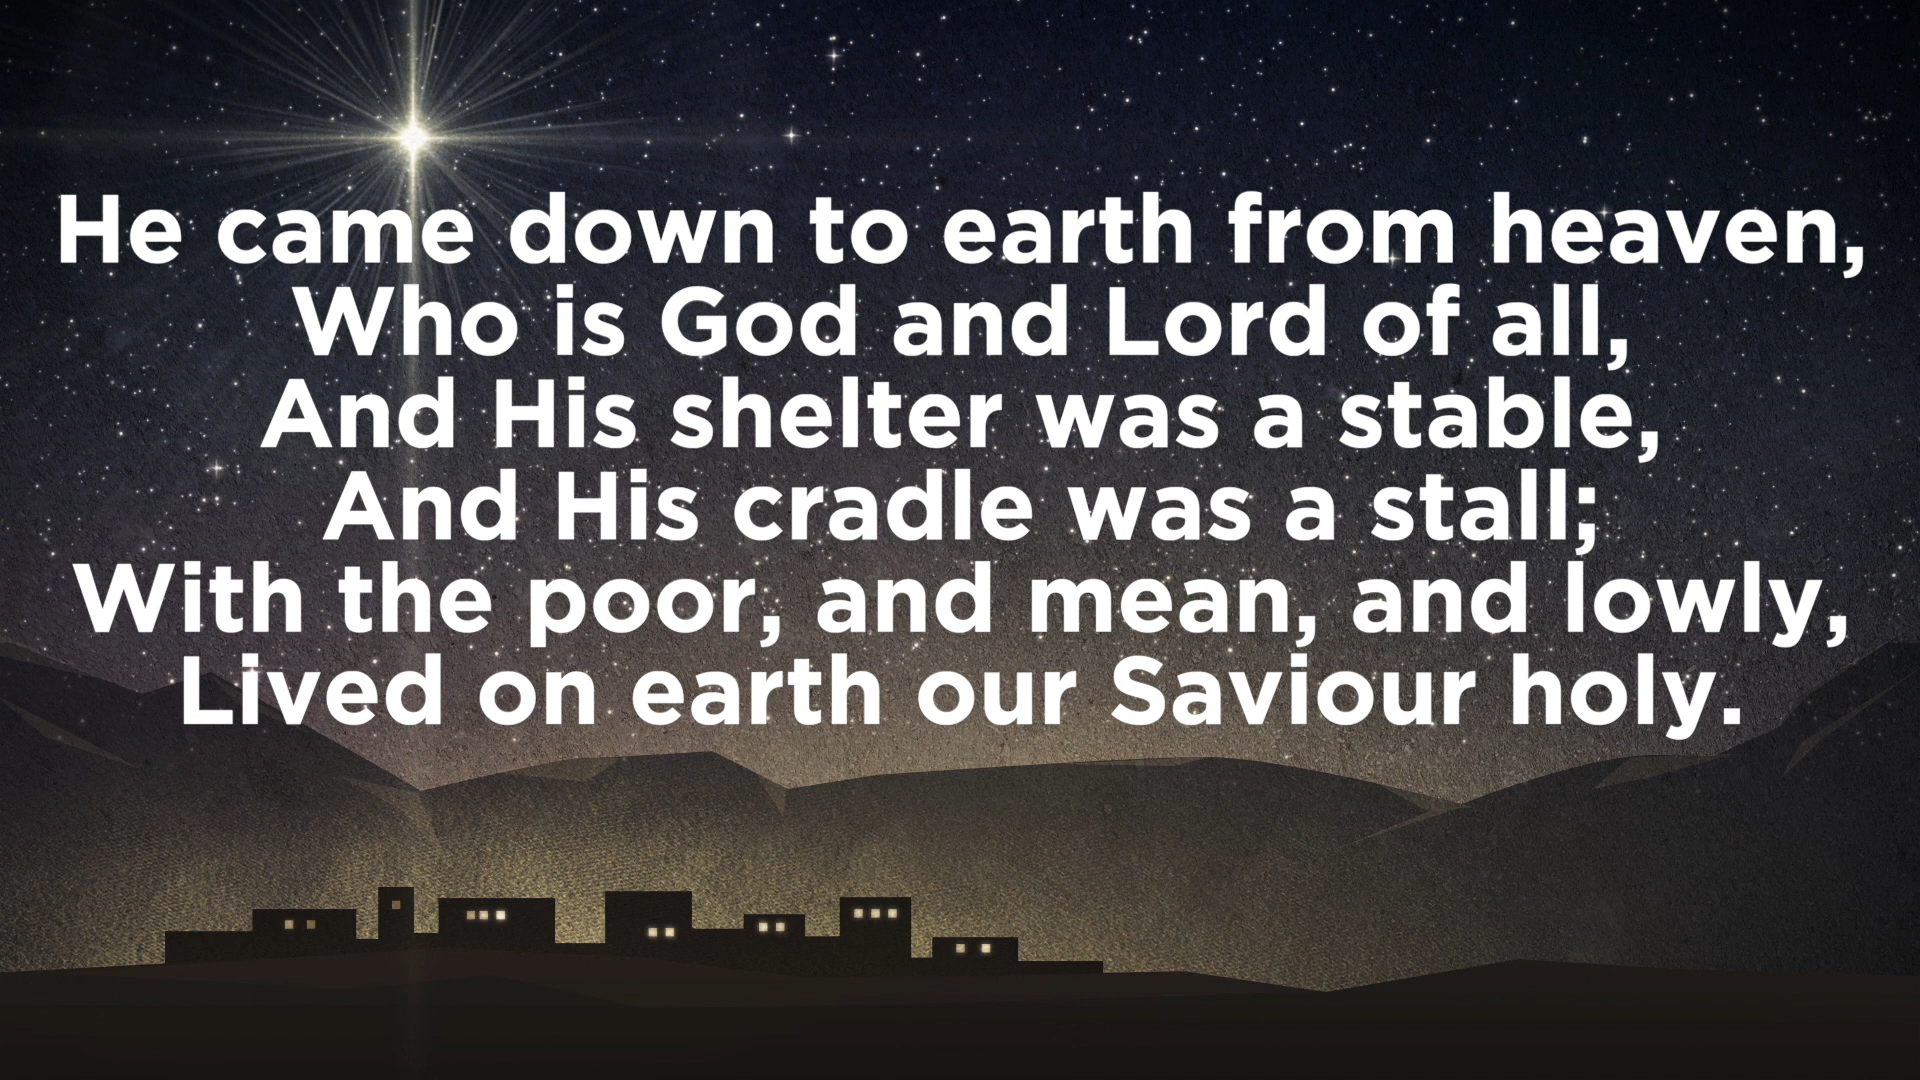 He came down to earth from heaven,
Who is God and Lord of all,
And His shelter was a stable,
And His cradle was a stall;
With the poor, and mean, and lowly,
Lived on earth our Saviour holy.